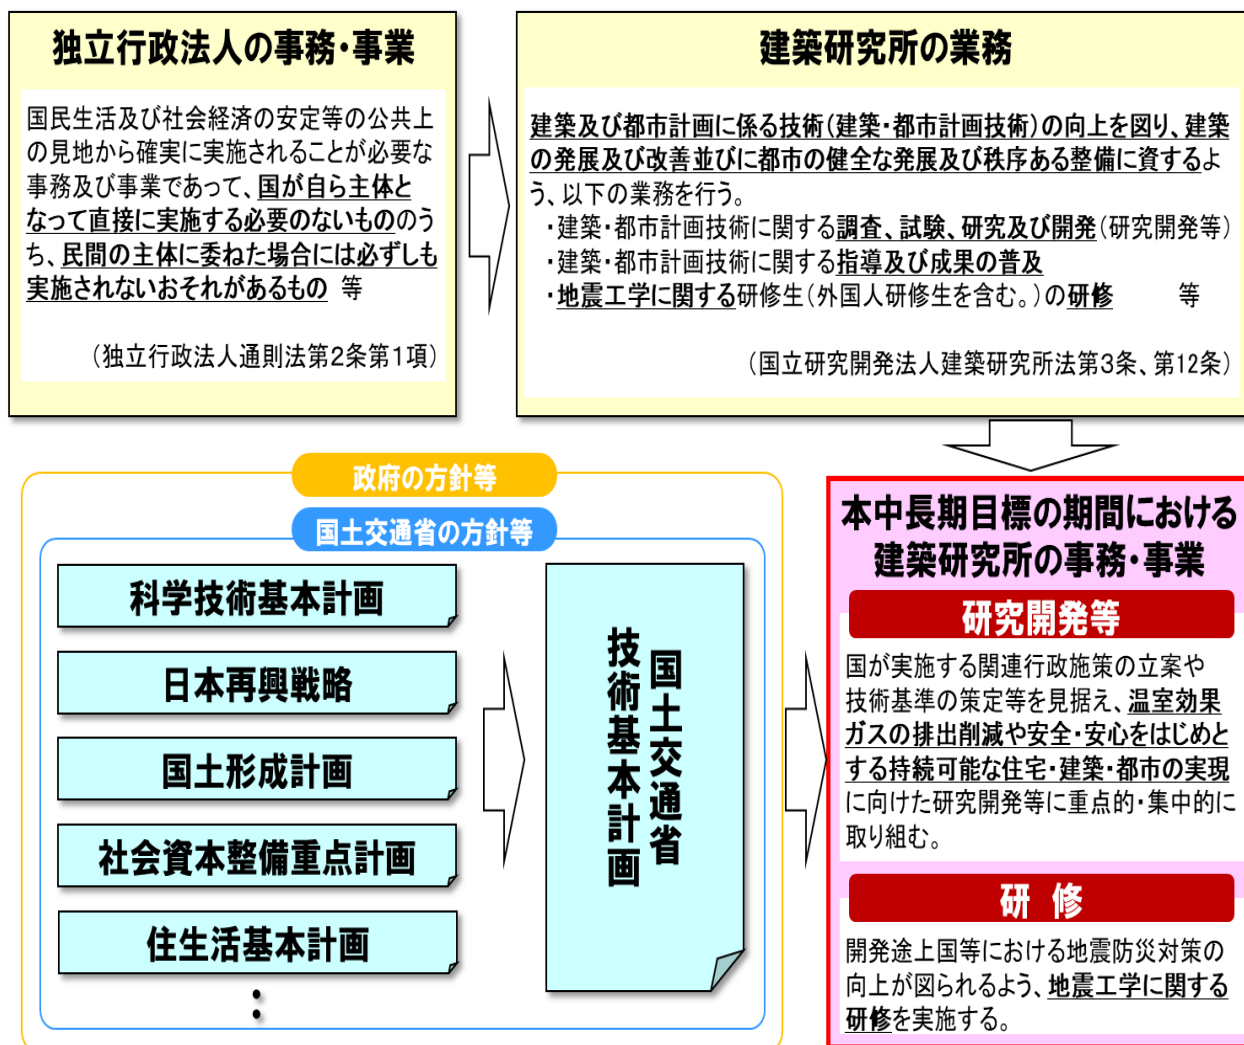 独立行政法人の事務・事業
国民生活及び社会経済の安定等の公共上
の見地から確実に実施されることが必要な
事務及び事業であって、国が自ら主体と
なって直接に実施する必要のないもののう
ち、民間の主体に委ねた場合には必ずしも
実施されないおそれがあるもの 等
（独立行政法人通則法第2条第1項）
建築研究所の業務
建築及び都市計画に係る技術（建築・都市計画技術）の向上を図り、建築
の発展及び改善並びに都市の健全な発展及び秩序ある整備に資するよ
う、以下の業務を行う。
・建築・都市計画技術に関する調査、試験、研究及び開発（研究開発等）
・建築・都市計画技術に関する指導及び成果の普及
・地震工学に関する研修生（外国人研修生を含む。）の研修 等
（国立研究開発法人建築研究所法第3条、第12条）
政府の方針等
国土交通省の方針等
科学技術基本計画
日本再興戦略
国土形成計画
社会資本整備重点計画
住生活基本計画
：
国土交通省
技術基本計画
本中長期目標の期間における
建築研究所の事務・事業
研究開発等
国が実施する関連行政施策の立案や
技術基準の策定等を見据え、温室効果
ガスの排出削減や安全・安心をはじめと
する持続可能な住宅・建築・都市の実現
に向けた研究開発等に重点的・集中的に
取り組む。
研 修
開発途上国等における地震防災対策の
向上が図られるよう、地震工学に関する
研修を実施する。